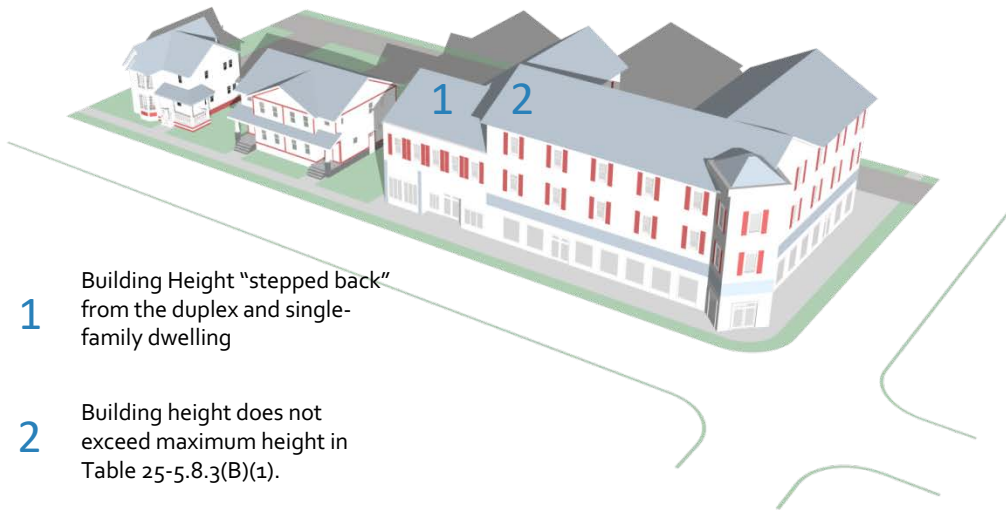 1 2
1 Building Height “stepped back”
from the duplex and single-
family dwelling
2 Building height does not
exceed maximum height in
Table 25-5.8.3(B)(1).